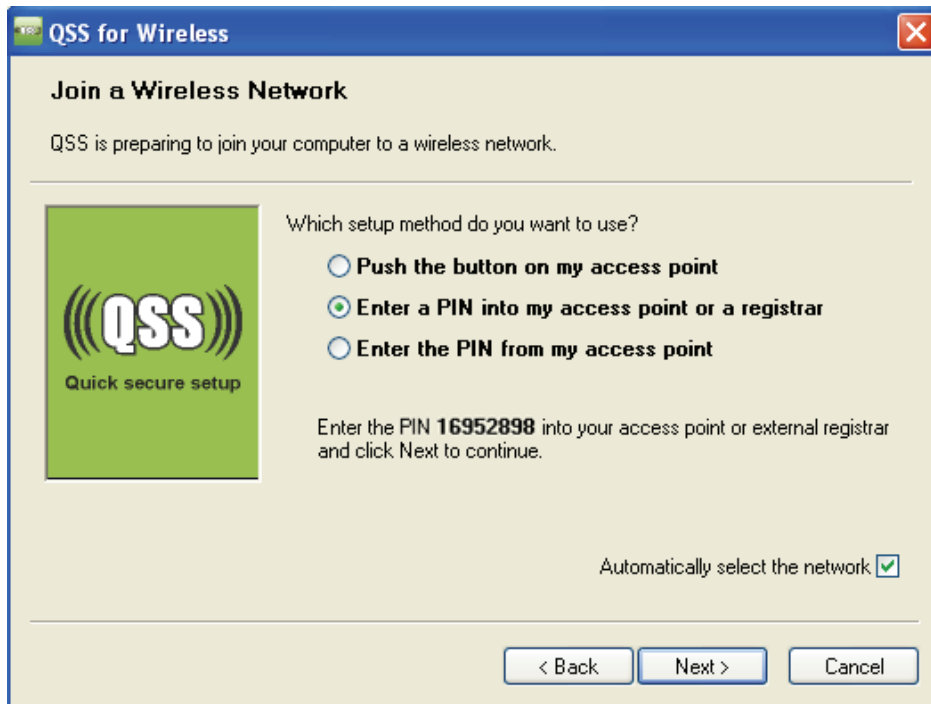 QSS for Wireless
Join a Wireless Network
QSS is preparing to join your computer to a wireless network.
Which setup method do you want to use?
Push the button on my access point
Enter a PIN into my access point or a registrar
Enter the PIN from my access point
(((QSS)))
Quick secure setup
Enter the PIN 16952898 into your access point or external registrar
and click Next to continue.
Automatically select the network
< Back
Next >
Cancel